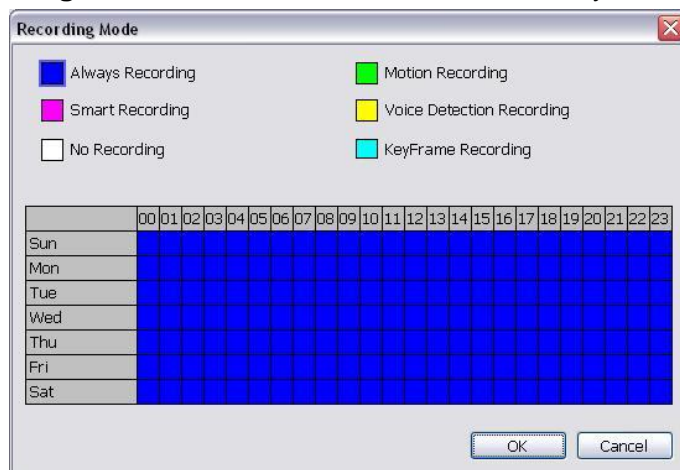 Recording Mode
Always Recording
Motion Recording
Smart Recording
Voice Detection Recording
No Recording
KeyFrame Recording
00 01 02 03 04 05 06 07 08 09 10 11 12 13 14 15 16 17 18 19 20 21 22 23
Sun
Mon
Tue
Wed
Thu
Fri
Sat
OK Cancel